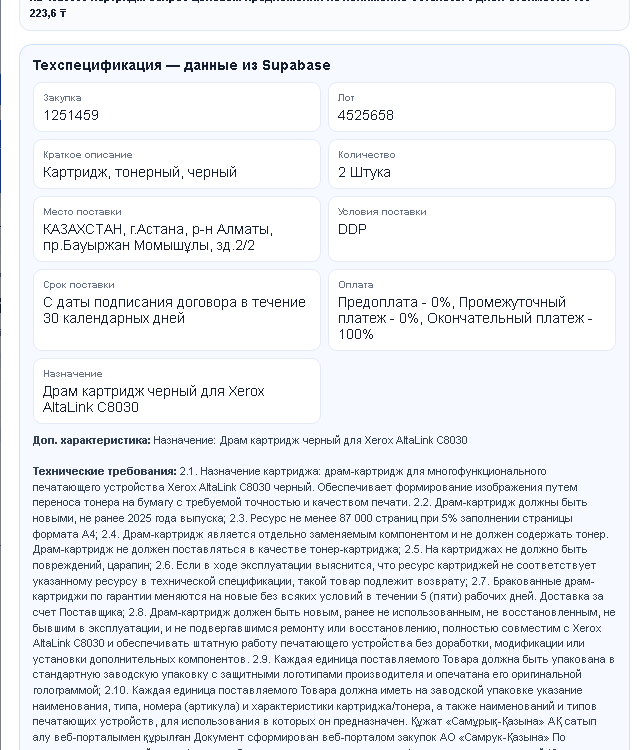 223,6 ₸
Техспецификация — данные из Supabase
Закупка
1251459
Лот
4525658
Краткое описание
Картридж, тонерный, черный
Количество
2 Штука
Место поставки
КАЗАХСТАН, г.Астана, р-н Алматы,
пр.Бауыржан Момышұлы, зд.2/2
Условия поставки
DDP
Срок поставки
С даты подписания договора в течение
30 календарных дней
Оплата
Предоплата - 0%, Промежуточный
платеж - 0%, Окончательный платеж -
100%
Назначение
Драм картридж черный для Xerox
AltaLink C8030
Доп. характеристика: Назначение: Драм картридж черный для Xerox AltaLink C8030
Технические требования: 2.1. Назначение картриджа: драм-картридж для многофункционального
печатающего устройства Xerox AltaLink C8030 черный. Обеспечивает формирование изображения путем
переноса тонера на бумагу с требуемой точностью и качеством печати. 2.2. Драм-картридж должны быть
новыми, не ранее 2025 года выпуска; 2.3. Ресурс не менее 87 000 страниц при 5% заполнении страницы
формата А4; 2.4. Драм-картридж является отдельно заменяемым компонентом и не должен содержать тонер.
Драм-картридж не должен поставляться в качестве тонер-картриджа; 2.5. На картриджах не должно быть
повреждений, царапин; 2.6. Если в ходе эксплуатации выяснится, что ресурс картриджей не соответствует
указанному ресурсу в технической спецификации, такой товар подлежит возврату; 2.7. Бракованные драм-
картриджи по гарантии меняются на новые без всяких условий в течении 5 (пяти) рабочих дней. Доставка за
счет Поставщика; 2.8. Драм-картридж должен быть новым, ранее не использованным, не восстановленным, не
бывшим в эксплуатации, и не подвергавшимся ремонту или восстановлению, полностью совместим с Xerox
AltaLink C8030 и обеспечивать штатную работу печатающего устройства без доработки, модификации или
установки дополнительных компонентов. 2.9. Каждая единица поставляемого Товара должна быть упакована в
стандартную заводскую упаковку с защитными логотипами производителя и опечатана его оригинальной
голограммой; 2.10. Каждая единица поставляемого Товара должна иметь на заводской упаковке указание
наименования, типа, номера (артикула) и характеристики картриджа/тонера, а также наименований и типов
печатающих устройств, для использования в которых он предназначен. Құжат «Самұрық-Қазына» АҚ сатып
алу веб-порталымен құрылған Документ сформирован веб-порталом закупок АО «Самрук-Қазына» По